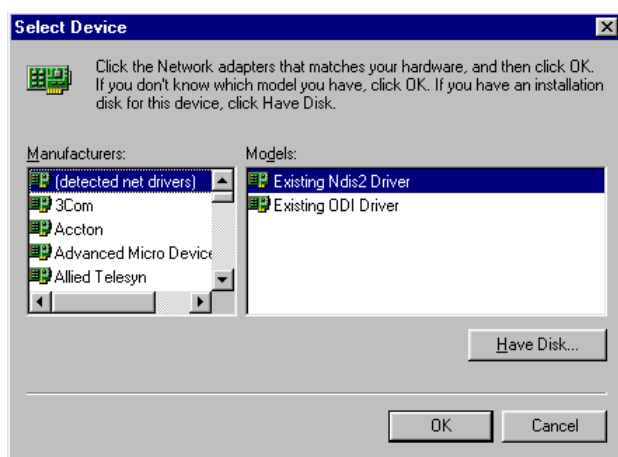 Select Device
Click the Network adapters that matches your hardware, and then click OK.
If you don't know which model you have, click OK. If you have an installation
disk for this device, click Have Disk.
Manufacturers:
Models:
(detected net drivers)
3Com
Accton
Advanced Micro Device
Allied Telesyn
Existing Ndis2 Driver
Existing ODI Driver
Have Disk...
OK
Cancel